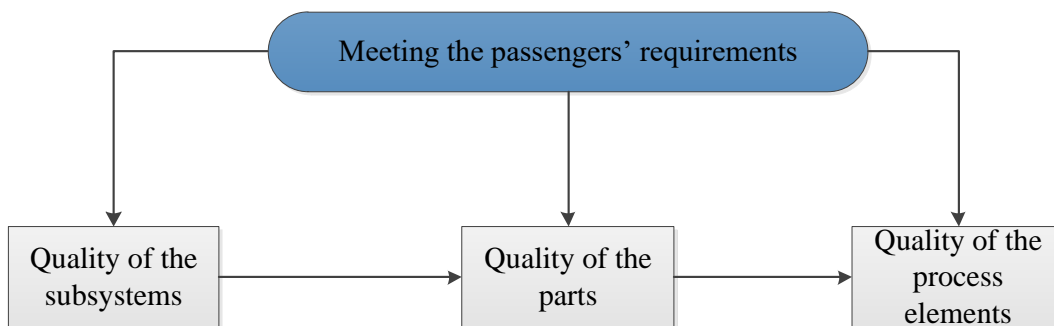 Meeting the passengers’ requirements
Quality of the
subsystems
Quality of the
parts
Quality of the
process
elements